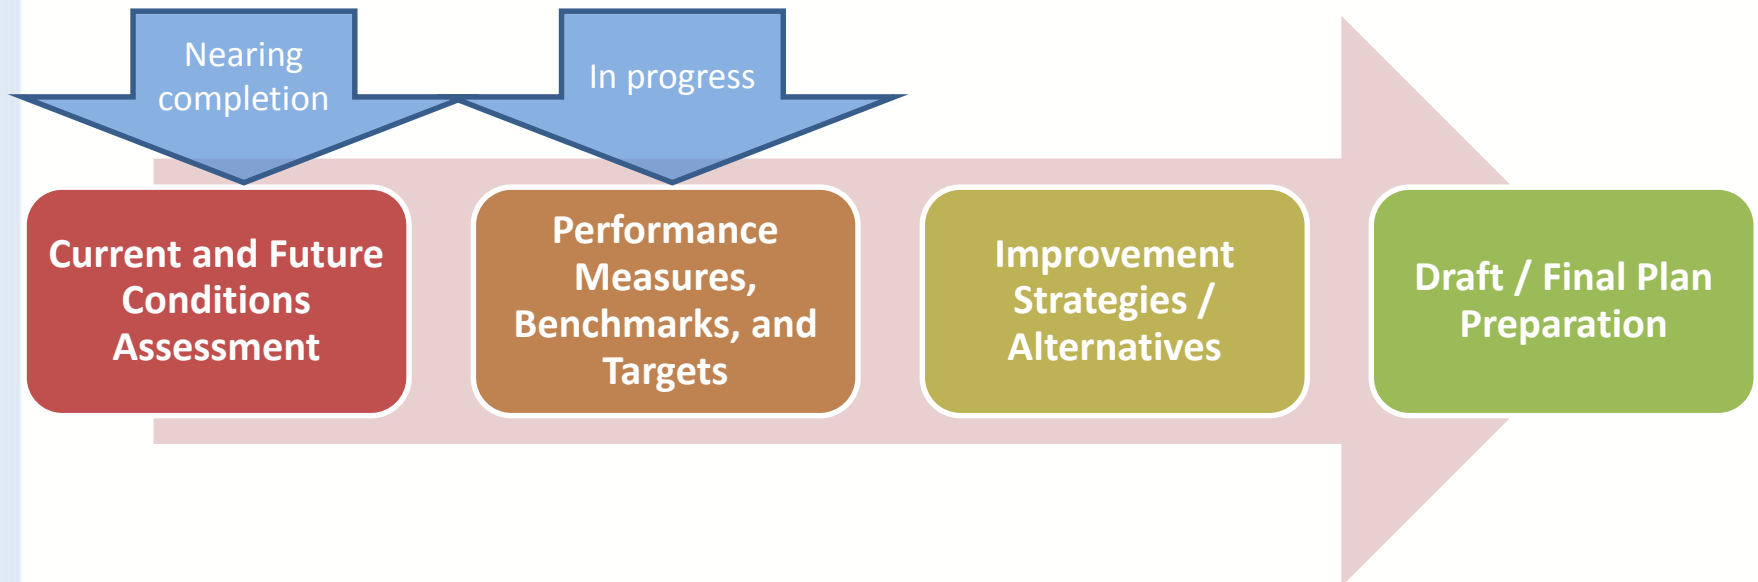 Nearing
completion
In progress
Current and Future
Conditions
Assessment
Performance
Measures,
Benchmarks, and
Targets
Improvement
Strategies /
Alternatives
Draft / Final Plan
Preparation